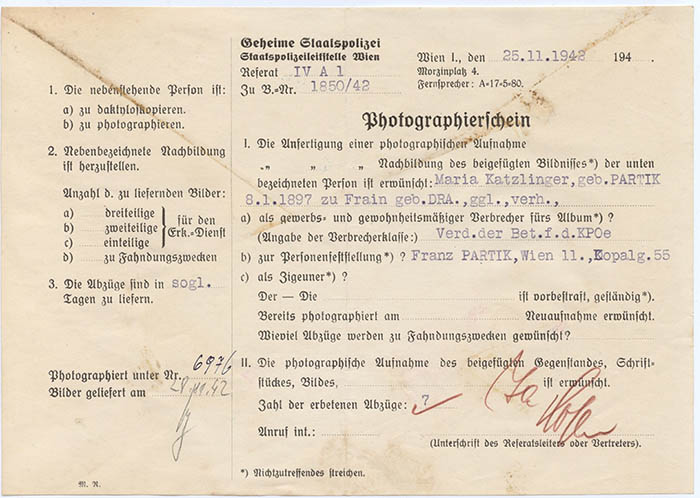 Geheime Staatspolizei
Staatspolizeileitstelle Wien
Referat IV A 1
Zu B.=Nr. 1850/42
Wien I., den 25.11.1942 194
Morzinplatz 4.
Fernsprecher: A=17=5=80.
1. Die nebenstehende Person ist:
a) zu daktyloskopieren.
b) zu photographieren.
2. Nebenbezeichnete Nachbildung
ist herzustellen.
Anzahl d. zu liefernden Bilder:
a) dreiteilige
b) zweiteilige
c) einteilige
d) zu Fahndungszwecken
für den
Erk.=Dienst
3. Die Abzüge sind in sogl.
Tagen zu liefern.
Photographiert unter Nr. 6976
Bilder geliefert am 28.11.42
M. R.
Photographierschein
I. Die Anfertigung einer photographischen Aufnahme
„ „ „ Nachbildung des beigefügten Bildnisses*) der unten
bezeichneten Person ist erwünscht: Maria Katzlinger, geb. PARTIK
8.1.1897 zu Frain geb.DRA.,ggl.,verh.,
a) als gewerbs= und gewohnheitsmäßiger Verbrecher fürs Album*) ?
(Angabe der Verbrecherklasse:) Verd.der Bet.f.d.KPOe
b) zur Personenfeststellung*) ? Franz PARTIK, Wien 11., Kopalg.55
c) als Zigeuner*) ?
Der — Die ist vorbestraft, geständig*).
Bereits photographiert am Neuaufnahme erwünscht.
Wieviel Abzüge werden zu Fahndungszwecken gewünscht?
II. Die photographische Aufnahme des beigefügten Gegenstandes, Schrift=
stückes, Bildes, ist erwünscht.
Zahl der erbetenen Abzüge: 7
Anruf int.:
(Unterschrift des Referatsleiters oder Vertreters).
*) Nichtzutreffendes streichen.